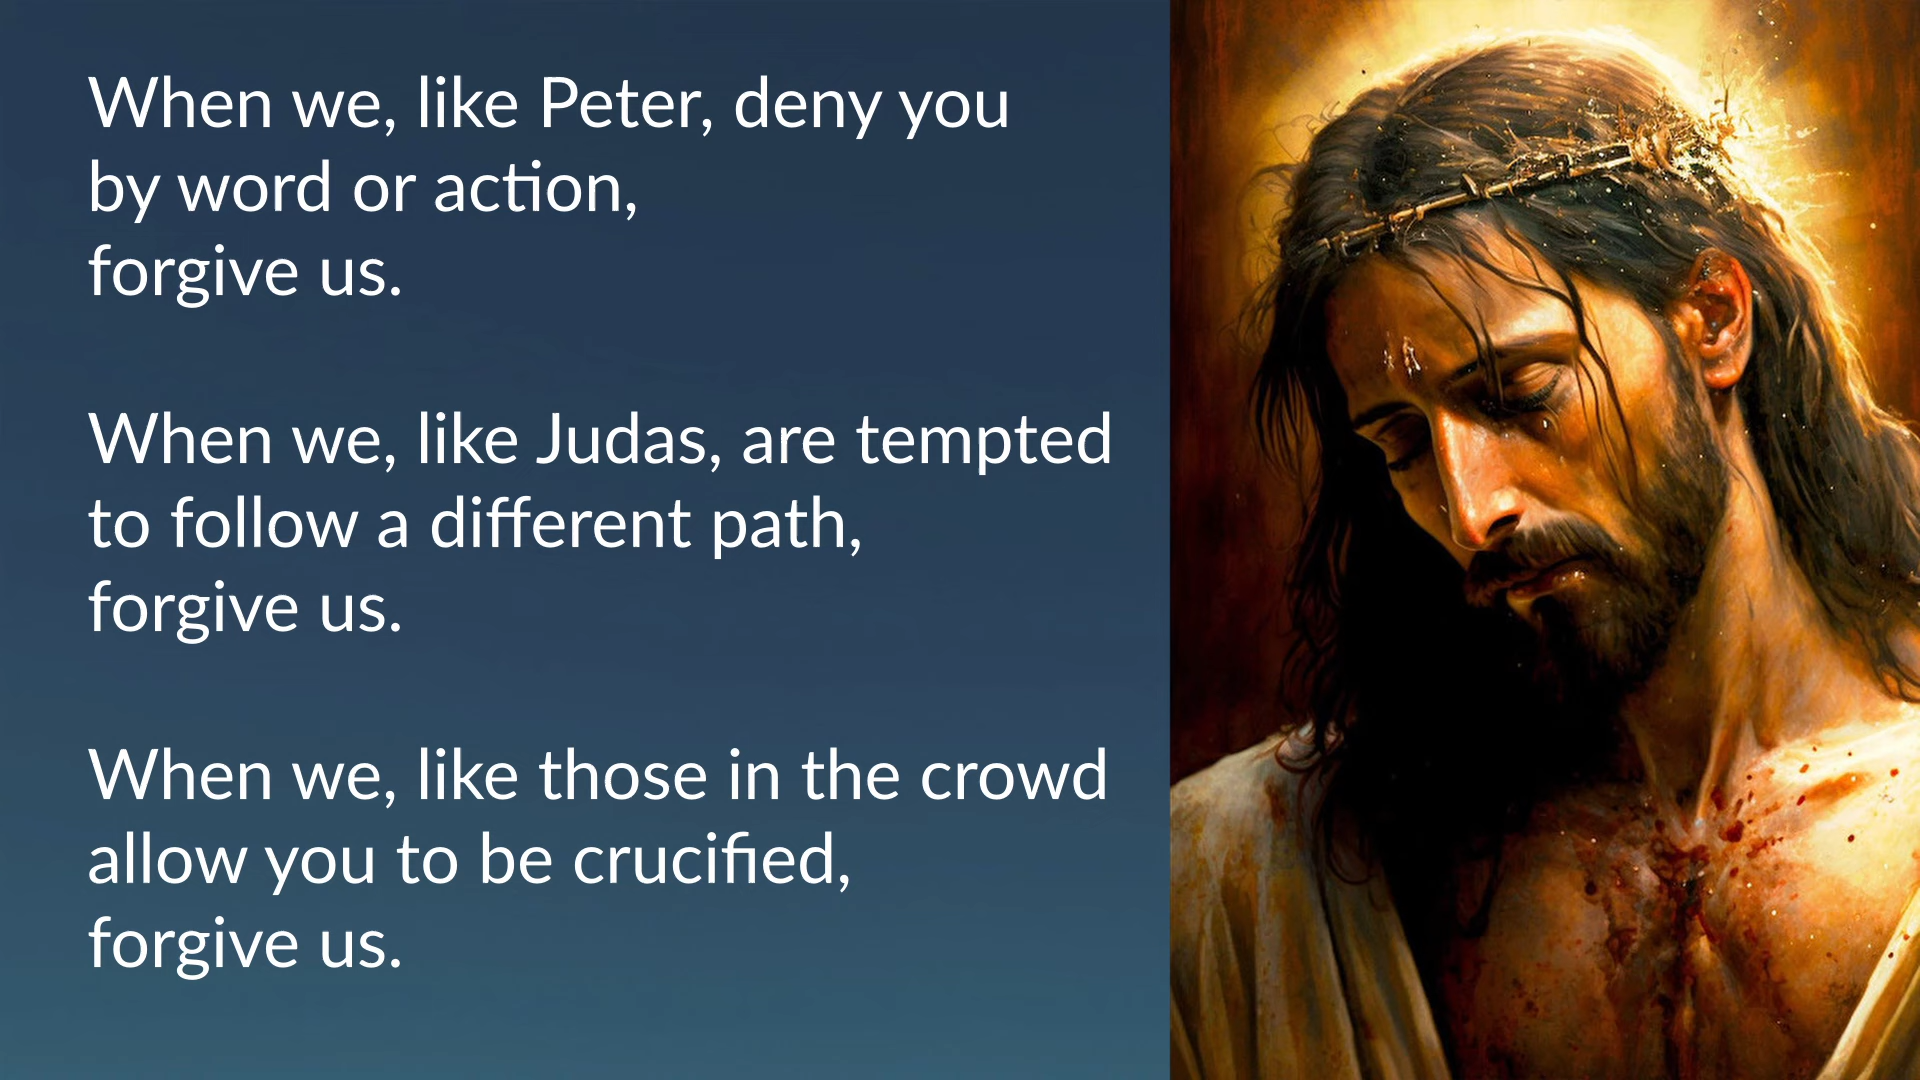 When we, like Peter, deny you
by word or action,
forgive us.
When we, like Judas, are tempted
to follow a different path,
forgive us.
When we, like those in the crowd
allow you to be crucified,
forgive us.